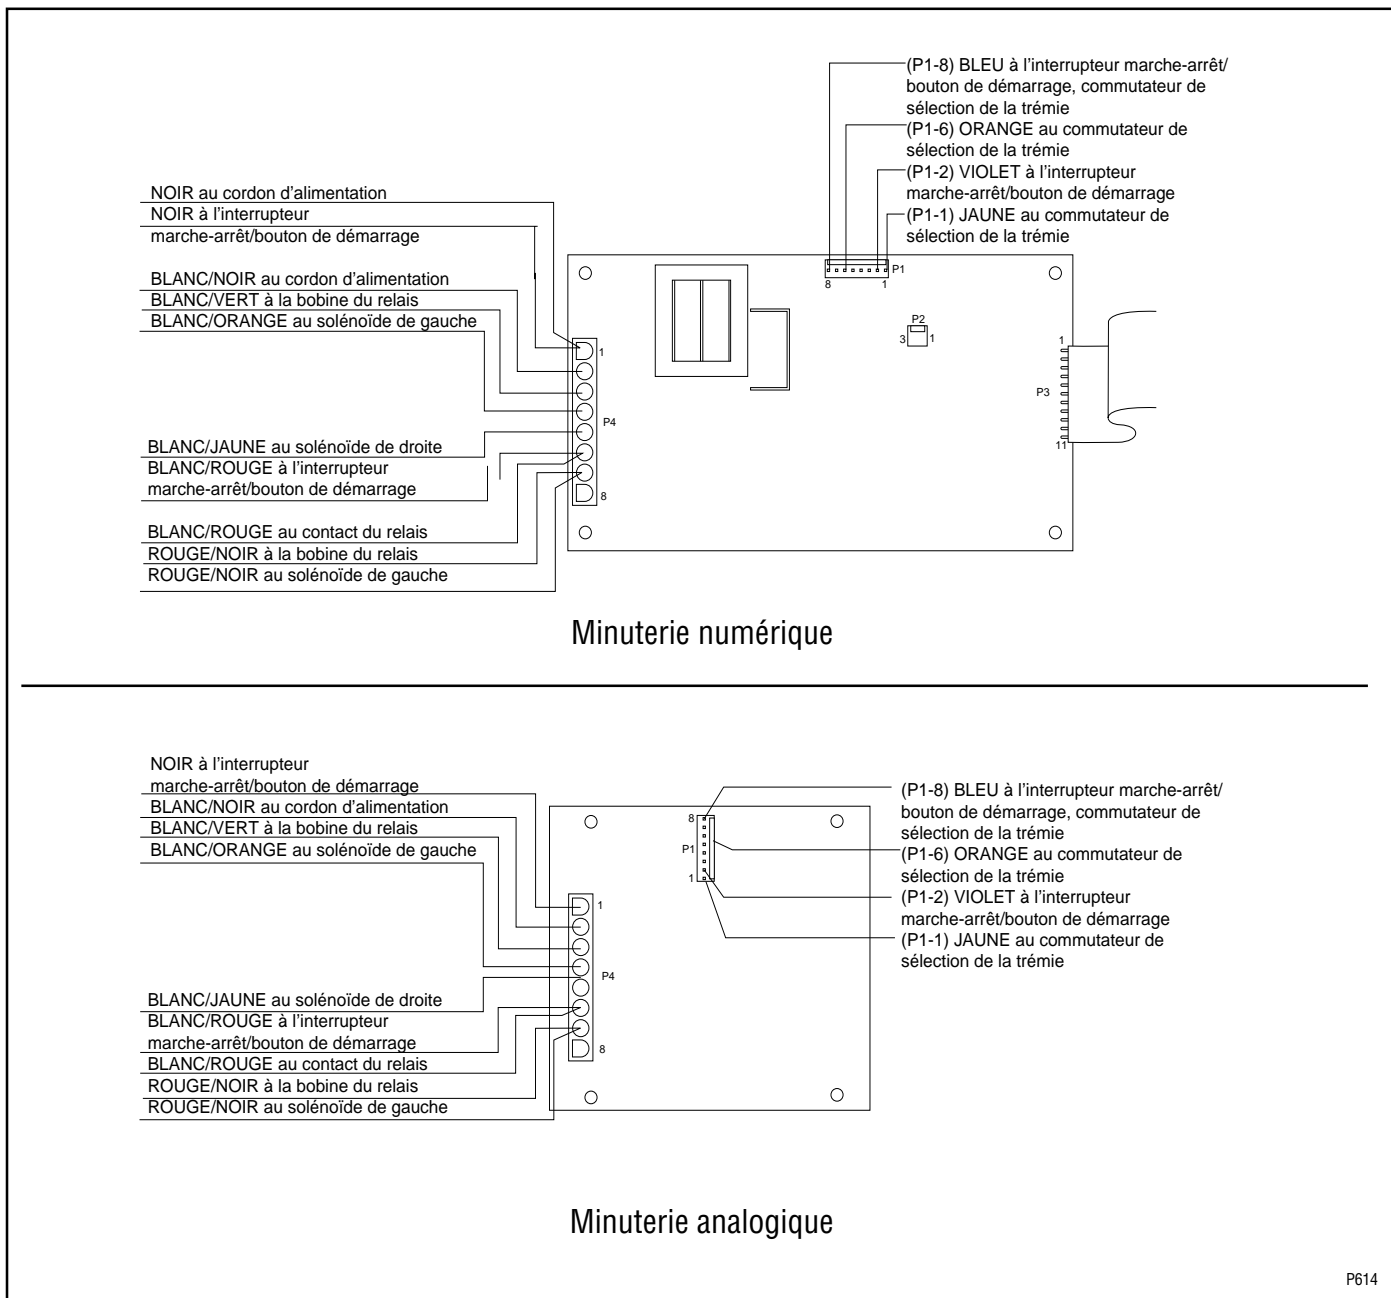 (P1-8) BLEU à l’interrupteur marche-arrêt/
bouton de démarrage, commutateur de
sélection de la trémie
(P1-6) ORANGE au commutateur de
sélection de la trémie
(P1-2) VIOLET à l’interrupteur
marche-arrêt/bouton de démarrage
(P1-1) JAUNE au commutateur de
sélection de la trémie
NOIR au cordon d’alimentation
NOIR à l’interrupteur
marche-arrêt/bouton de démarrage
BLANC/NOIR au cordon d’alimentation
BLANC/VERT à la bobine du relais
BLANC/ORANGE au solénoïde de gauche
BLANC/JAUNE au solénoïde de droite
BLANC/ROUGE à l’interrupteur
marche-arrêt/bouton de démarrage
BLANC/ROUGE au contact du relais
ROUGE/NOIR à la bobine du relais
ROUGE/NOIR au solénoïde de gauche
P1
8 1
P2
3 1
1
P3
11
1
P4
8
Minuterie numérique
NOIR à l’interrupteur
marche-arrêt/bouton de démarrage
BLANC/NOIR au cordon d’alimentation
BLANC/VERT à la bobine du relais
BLANC/ORANGE au solénoïde de gauche
BLANC/JAUNE au solénoïde de droite
BLANC/ROUGE à l’interrupteur
marche-arrêt/bouton de démarrage
BLANC/ROUGE au contact du relais
ROUGE/NOIR à la bobine du relais
ROUGE/NOIR au solénoïde de gauche
8
P1
1
1
P4
8
(P1-8) BLEU à l’interrupteur marche-arrêt/
bouton de démarrage, commutateur de
sélection de la trémie
(P1-6) ORANGE au commutateur de
sélection de la trémie
(P1-2) VIOLET à l’interrupteur
marche-arrêt/bouton de démarrage
(P1-1) JAUNE au commutateur de
sélection de la trémie
Minuterie analogique
P614